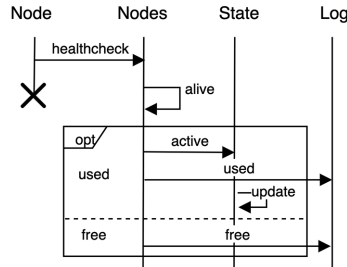 Node Nodes State Log
healthcheck
alive
opt
active
used
used
update
free
free